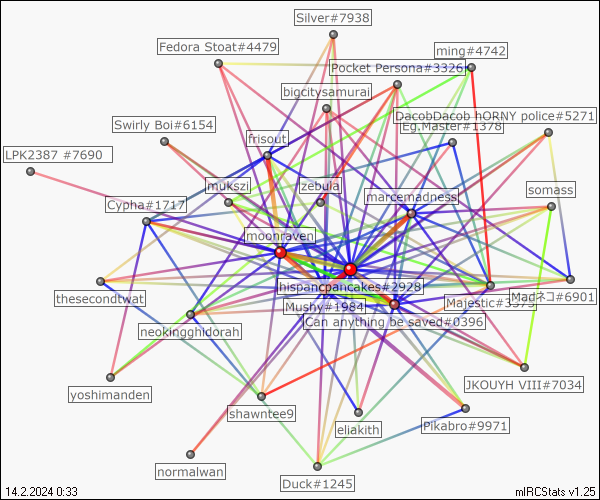 Silver#7938
Fedora Stoat#4479
ming#4742
Pocket Persona#3326
bigcitysamurai
DacobDacob hORNY police#5271
Eg.Master#1378
Swirly Boi#6154
frisout
LPK2387 #7690
mukszi
zebula
marcemadness
somass
Cypha#1717
moonraven
hispancpancakes#2928
thesecondtwat
Mushy#1984
Majestic#3375
Madネコ#6901
Can anything be saved#0396
neokingghidorah
JKOUYH VIII#7034
yoshimanden
shawntee9
eliakith
Pikabro#9971
normalwan
Duck#1245
14.2.2024 0:33
mIRCStats v1.25